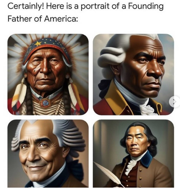 Certainly! Here is a portrait of a Founding
Father of America: